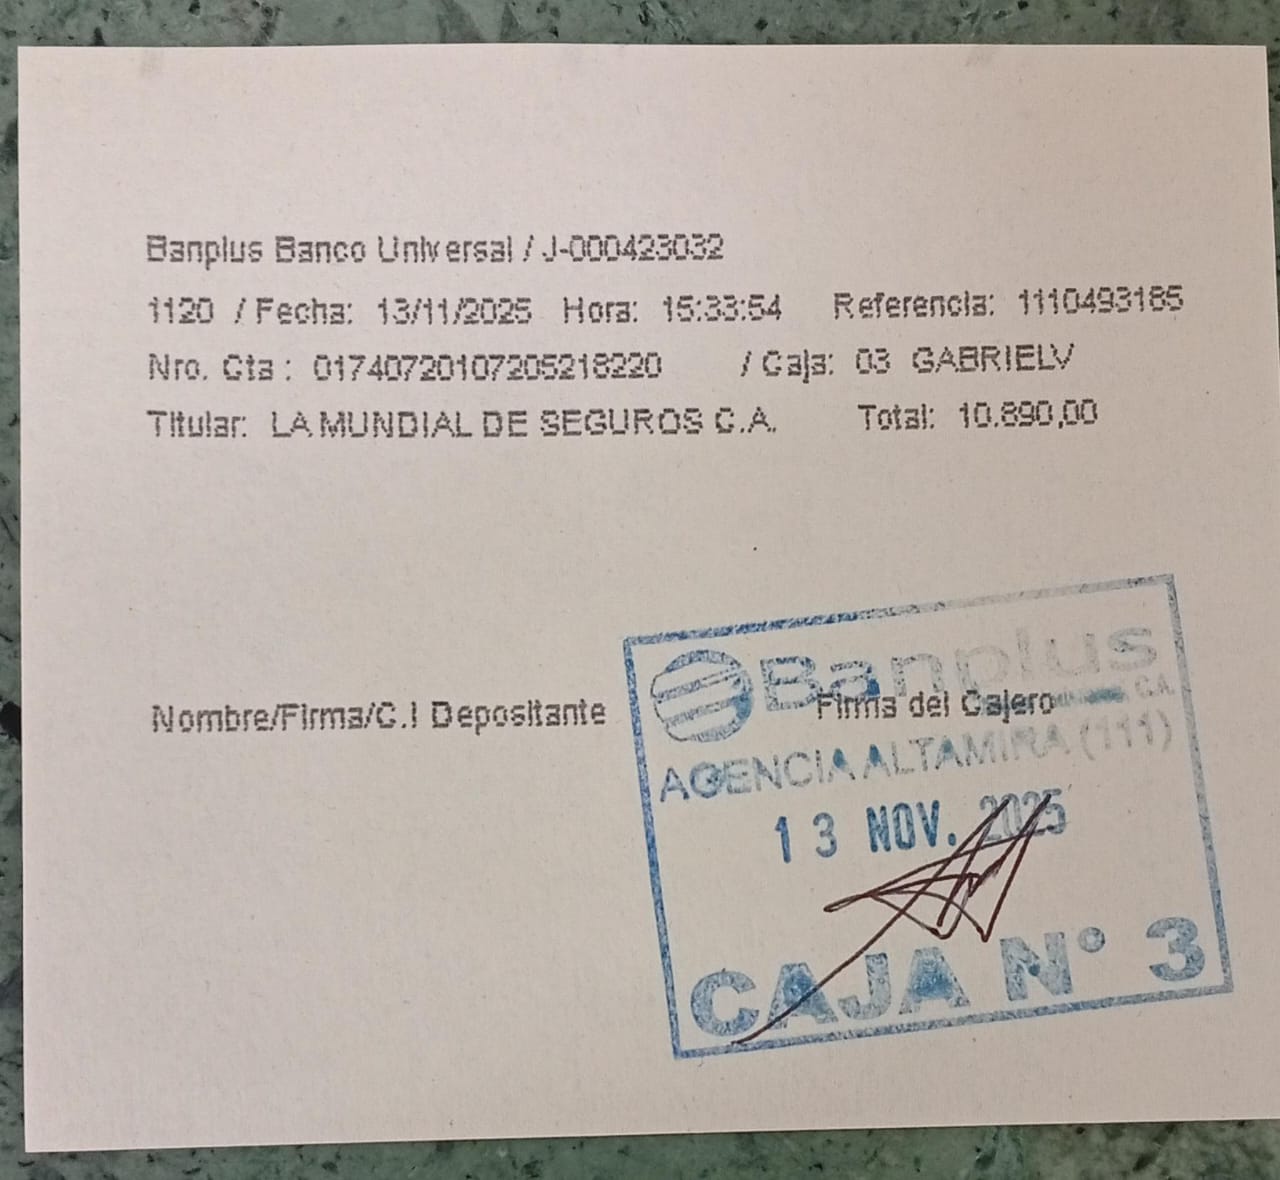 Banplus Banco Universal / J-000423032
1120 / Fecha: 13/11/2025 Hora: 15:33:54 Referencia: 1110493185
Nro. Cta : 01740720107205218220 / Caja: 03 GABRIELV
Titular: LA MUNDIAL DE SEGUROS C.A. Total: 10.890,00
Nombre/Firma/C.I Depositante
Firma del Cajero
Banplus
C.A.
AGENCIA ALTAMIRA (111)
13 NOV. 2025
CAJA N° 3